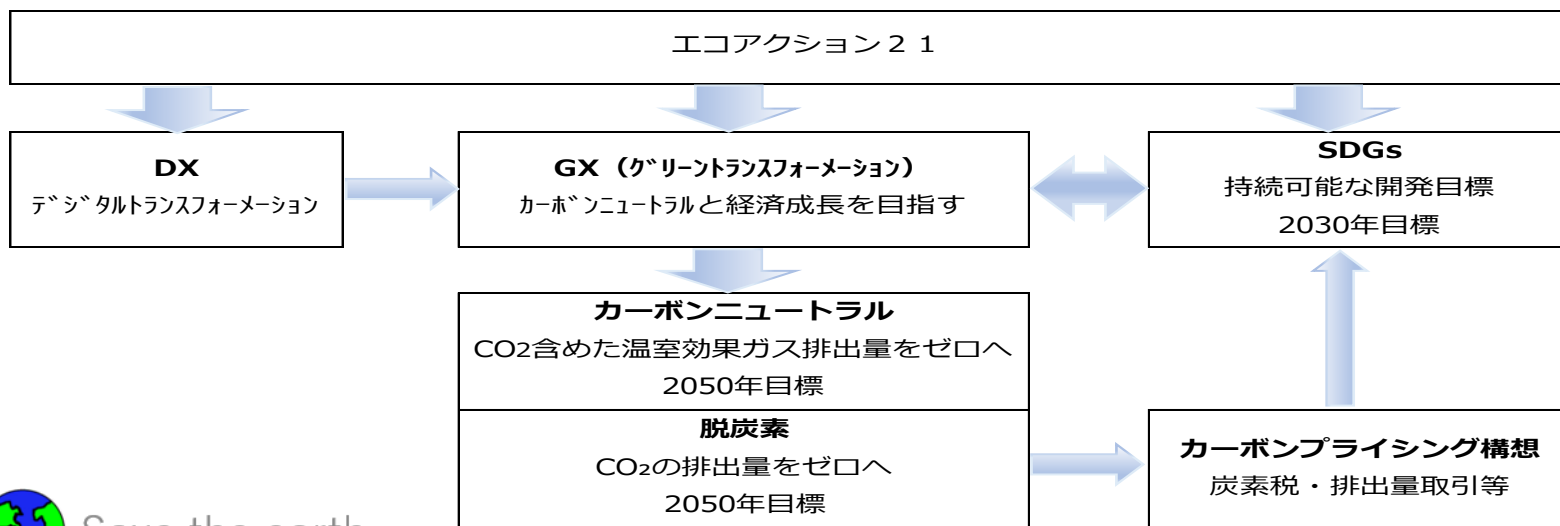 エコアクション２１
DX
ﾃﾞｼﾞﾀﾙﾄﾗﾝｽﾌｫｰﾒｰｼｮﾝ
GX（ｸﾞﾘｰﾝﾄﾗﾝｽﾌｫｰﾒｰｼｮﾝ）
ｶｰﾎﾞﾝﾆｭｰﾄﾗﾙと経済成長を目指す
SDGs
持続可能な開発目標
2030年目標
カーボンニュートラル
CO2含めた温室効果ガス排出量をゼロへ
2050年目標
脱炭素
CO₂の排出量をゼロへ
2050年目標
カーボンプライシング構想
炭素税・排出量取引等
Save the earth